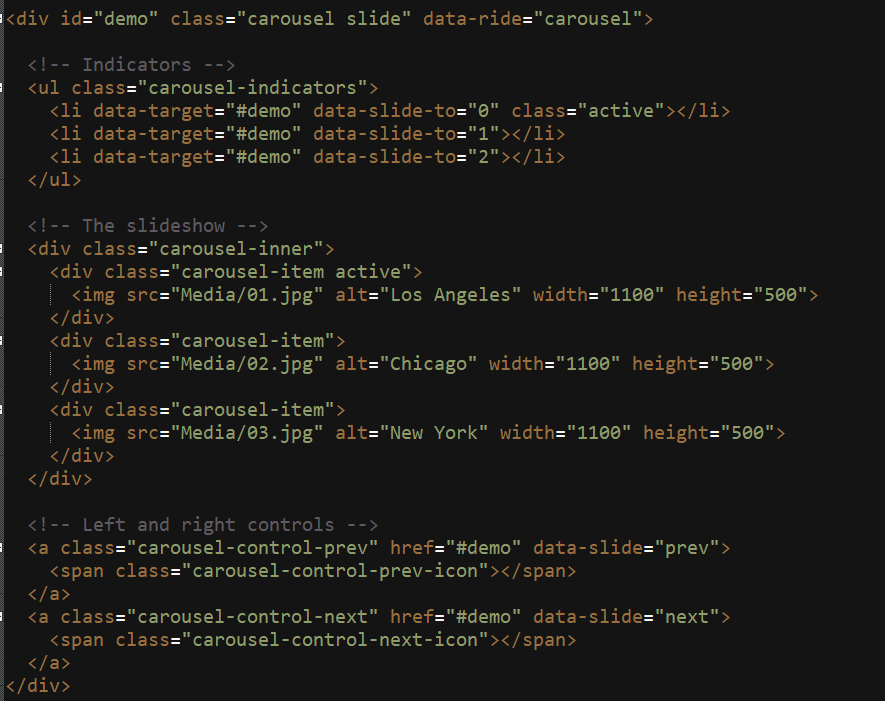 <div id="demo" class="carousel slide" data-ride="carousel">
<!-- Indicators -->
<ul class="carousel-indicators">
<li data-target="#demo" data-slide-to="0" class="active"></li>
<li data-target="#demo" data-slide-to="1"></li>
<li data-target="#demo" data-slide-to="2"></li>
</ul>
<!-- The slideshow -->
<div class="carousel-inner">
<div class="carousel-item active">
<img src="Media/01.jpg" alt="Los Angeles" width="1100" height="500">
</div>
<div class="carousel-item">
<img src="Media/02.jpg" alt="Chicago" width="1100" height="500">
</div>
<div class="carousel-item">
<img src="Media/03.jpg" alt="New York" width="1100" height="500">
</div>
</div>
<!-- Left and right controls -->
<a class="carousel-control-prev" href="#demo" data-slide="prev">
<span class="carousel-control-prev-icon"></span>
</a>
<a class="carousel-control-next" href="#demo" data-slide="next">
<span class="carousel-control-next-icon"></span>
</a>
</div>